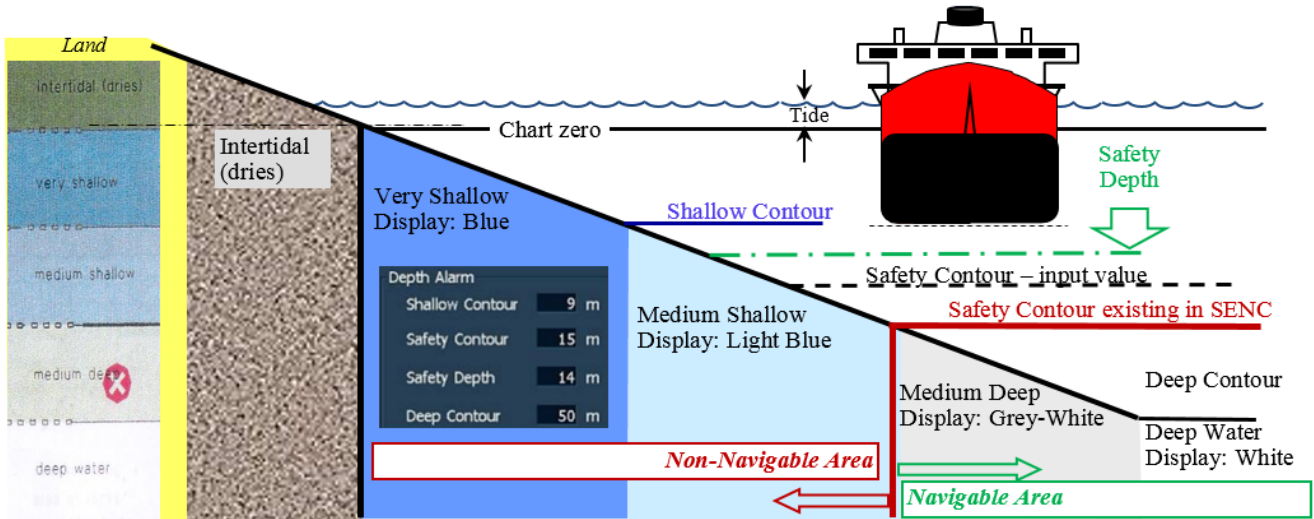 Land
intertidal (dries)
very shallow
medium shallow
medium deep
deep water
Intertidal
(dries)
Chart zero
Tide
Safety
Depth
Very Shallow
Display: Blue
Shallow Contour
Safety Contour – input value
Safety Contour existing in SENC
Depth Alarm
Shallow Contour 9 m
Safety Contour 15 m
Safety Depth 14 m
Deep Contour 50 m
Medium Shallow
Display: Light Blue
Medium Deep
Display: Grey-White
Deep Contour
Deep Water
Display: White
Non-Navigable Area
Navigable Area